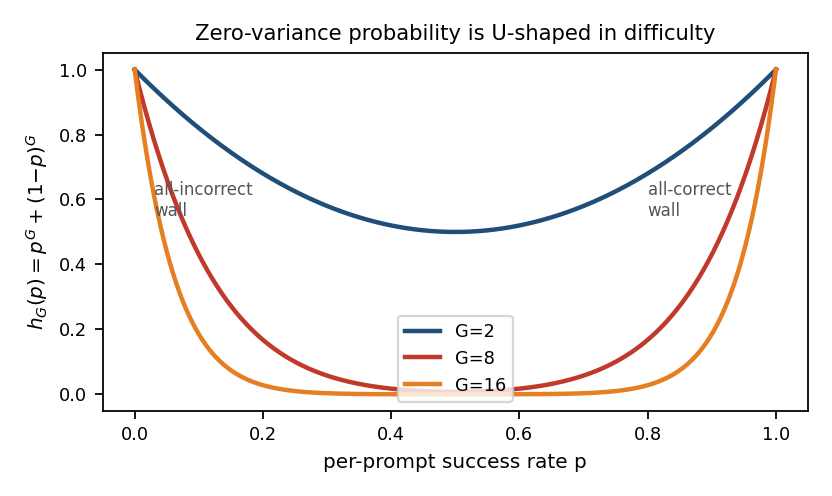 Zero-variance probability is U-shaped in difficulty
h_G(p) = p^G + (1−p)^G
1.0
0.8
0.6
0.4
0.2
0.0
all-incorrect
wall
all-correct
wall
G=2
G=8
G=16
0.0 0.2 0.4 0.6 0.8 1.0
per-prompt success rate p